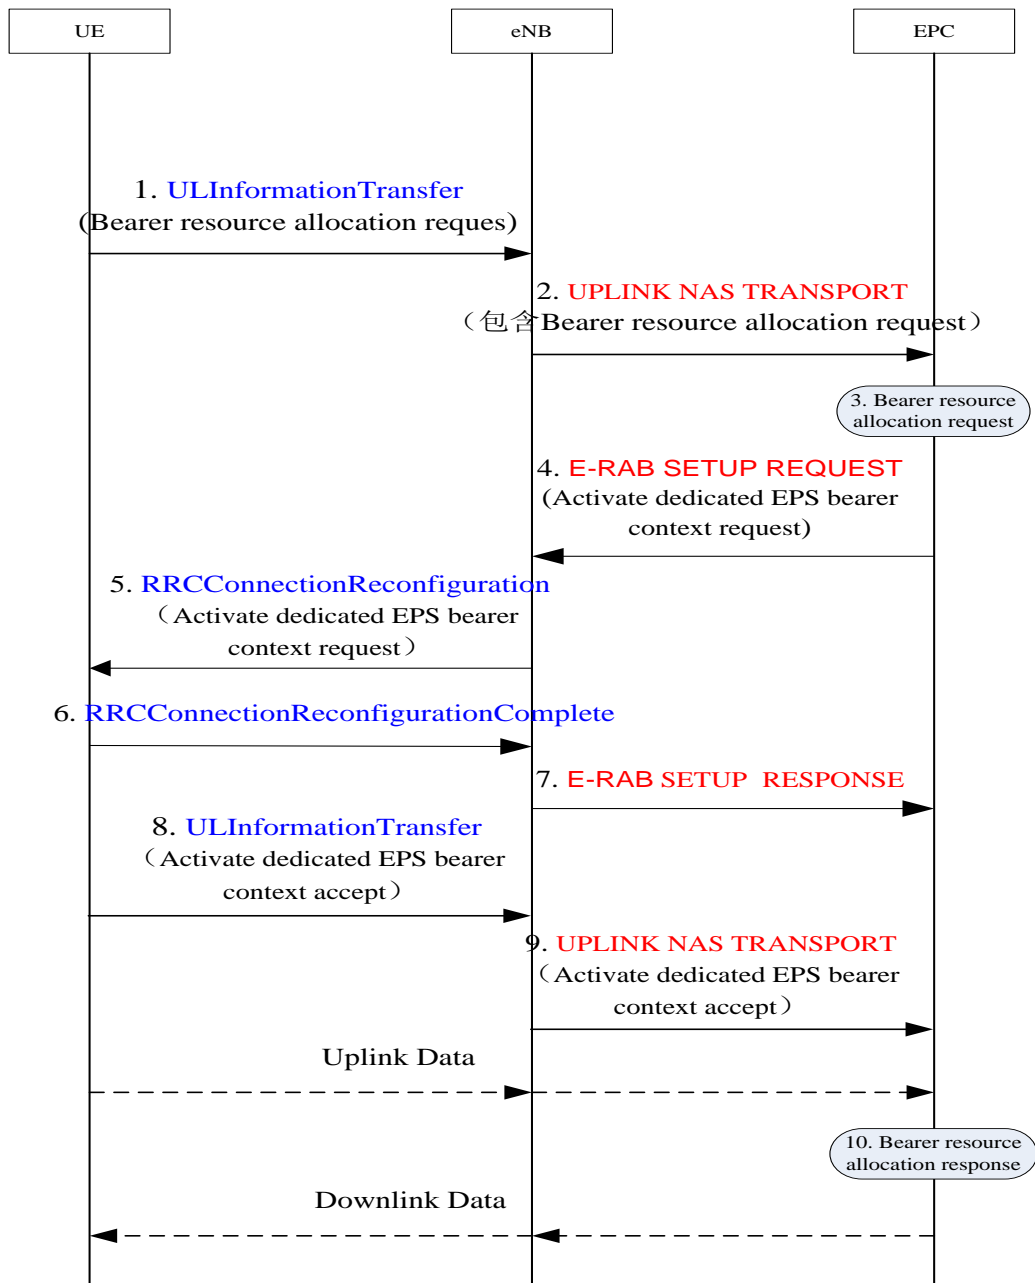 UE
eNB
EPC
1. ULInformationTransfer
(Bearer resource allocation reques)
2. UPLINK NAS TRANSPORT
（包含Bearer resource allocation request）
3. Bearer resource
allocation request
4. E-RAB SETUP REQUEST
(Activate dedicated EPS bearer
context request)
5. RRCConnectionReconfiguration
（Activate dedicated EPS bearer
context request）
6. RRCConnectionReconfigurationComplete
7. E-RAB SETUP RESPONSE
8. ULInformationTransfer
（Activate dedicated EPS bearer
context accept）
9. UPLINK NAS TRANSPORT
（Activate dedicated EPS bearer
context accept）
Uplink Data
10. Bearer resource
allocation response
Downlink Data